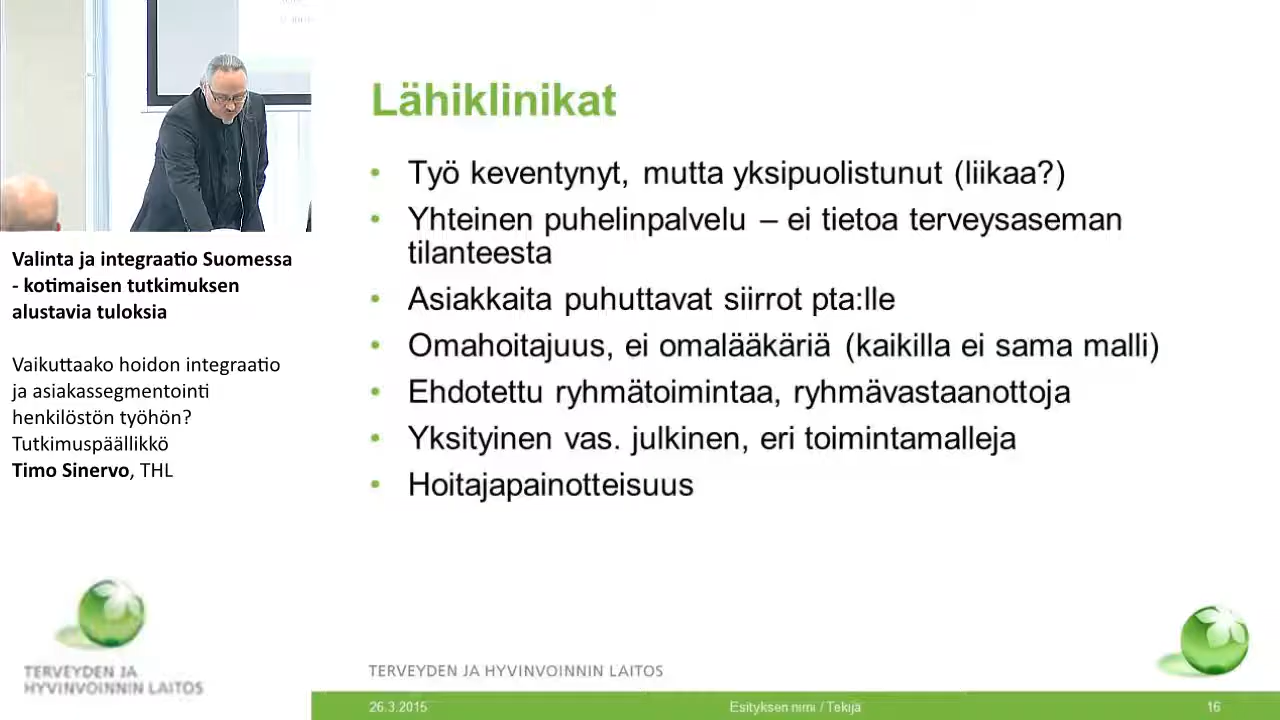 Valinta ja integraatio Suomessa
- kotimaisen tutkimuksen
alustavia tuloksia
Vaikuttaako hoidon integraatio
ja asiakassegmentointi
henkilöstön työhön?
Tutkimuspäällikkö
Timo Sinervo, THL
TERVEYDEN JA
HYVINVOINNIN LAITOS
Lähiklinikat
• Työ keventynyt, mutta yksipuolistunut (liikaa?)
• Yhteinen puhelinpalvelu – ei tietoa terveysaseman
tilanteesta
• Asiakkaita puhuttavat siirrot pta:lle
• Omahoitajuus, ei omalääkäriä (kaikilla ei sama malli)
• Ehdotettu ryhmätoimintaa, ryhmävastaanottoja
• Yksityinen vas. julkinen, eri toimintamalleja
• Hoitajapainotteisuus
TERVEYDEN JA HYVINVOINNIN LAITOS
26.3.2015 Esityksen nimi / Tekijä 16